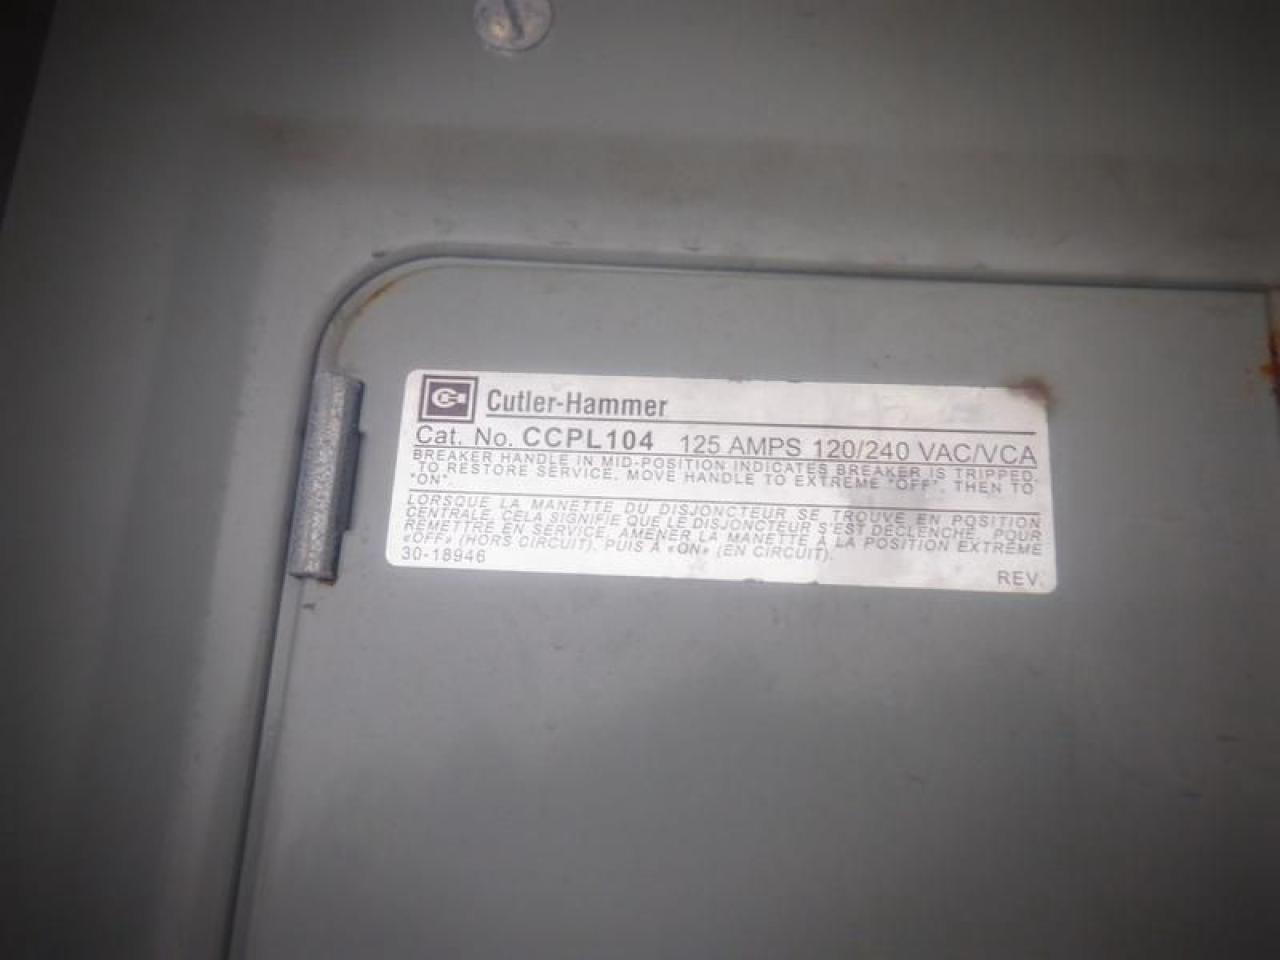 Cutler-Hammer
Cat. No. CCPL104 125 AMPS 120/240 VAC/VCA
BREAKER HANDLE IN MID-POSITION INDICATES BREAKER IS TRIPPED.
TO RESTORE SERVICE, MOVE HANDLE TO EXTREME "OFF", THEN TO
"ON".
LORSQUE LA MANETTE DU DISJONCTEUR SE TROUVE EN POSITION
CENTRALE, CELA SIGNIFIE QUE LE DISJONCTEUR S'EST DÉCLENCHÉ. POUR
REMETTRE EN SERVICE, AMENER LA MANETTE À LA POSITION EXTRÊME
«OFF» (HORS CIRCUIT), PUIS À «ON» (EN CIRCUIT).
30-18946
REV.